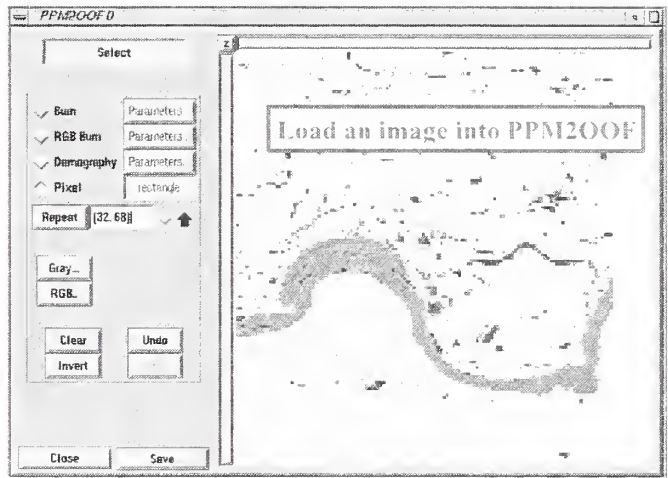 PPM2OOF 0
Select
z
Burn Parameters...
RGB Burn Parameters...
Demography Parameters...
Pixel rectangle
Repeat (32, 68)
Gray...
RGB...
Clear Undo
Invert
Close Save
Load an image into PPM2OOF